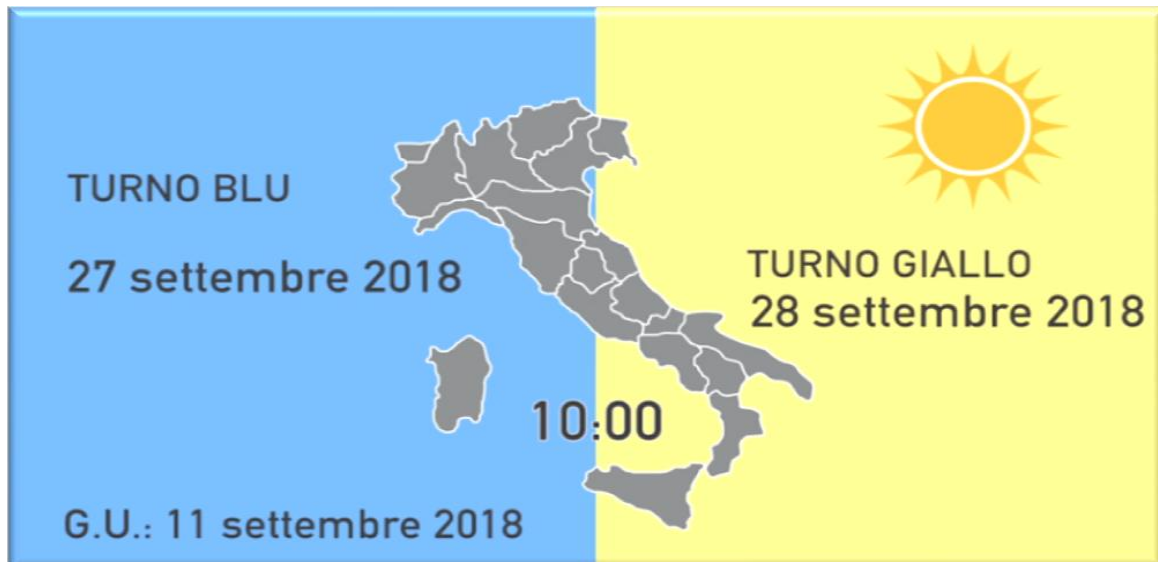 TURNO BLU
27 settembre 2018
TURNO GIALLO
28 settembre 2018
10:00
G.U.: 11 settembre 2018